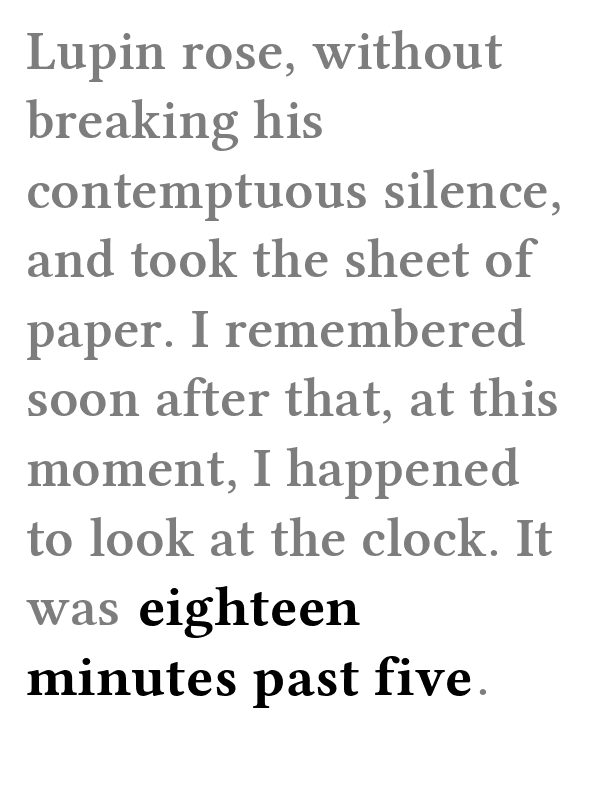 Lupin rose, without
breaking his
contemptuous silence,
and took the sheet of
paper. I remembered
soon after that, at this
moment, I happened
to look at the clock. It
was eighteen
minutes past five.